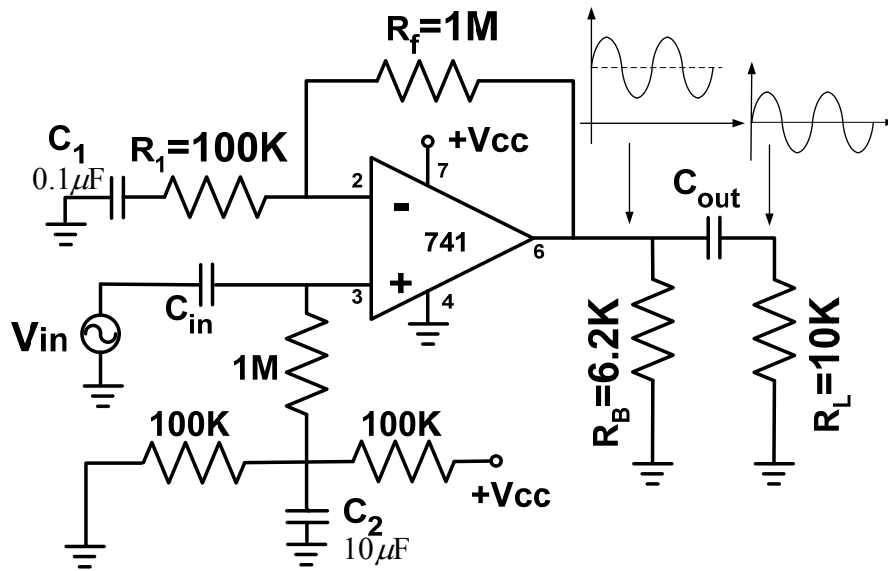 R_f=1M
+Vcc
C_1
0.1μF
R_1=100K
2
7
-
741
6
C_out
+
3
4
Vin
C_in
1M
R_B=6.2K
R_L=10K
100K
100K
+Vcc
C_2
10μF